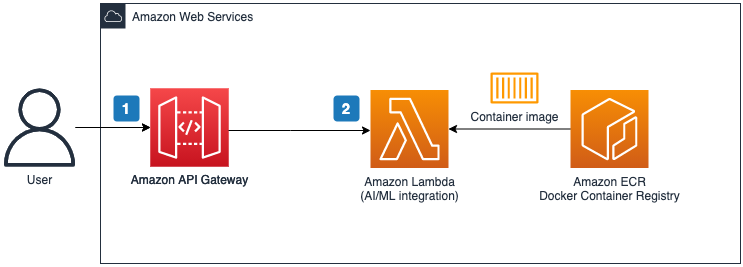 Amazon Web Services
1
2
Container image
User
Amazon API Gateway
Amazon Lambda
(AI/ML integration)
Amazon ECR
Docker Container Registry